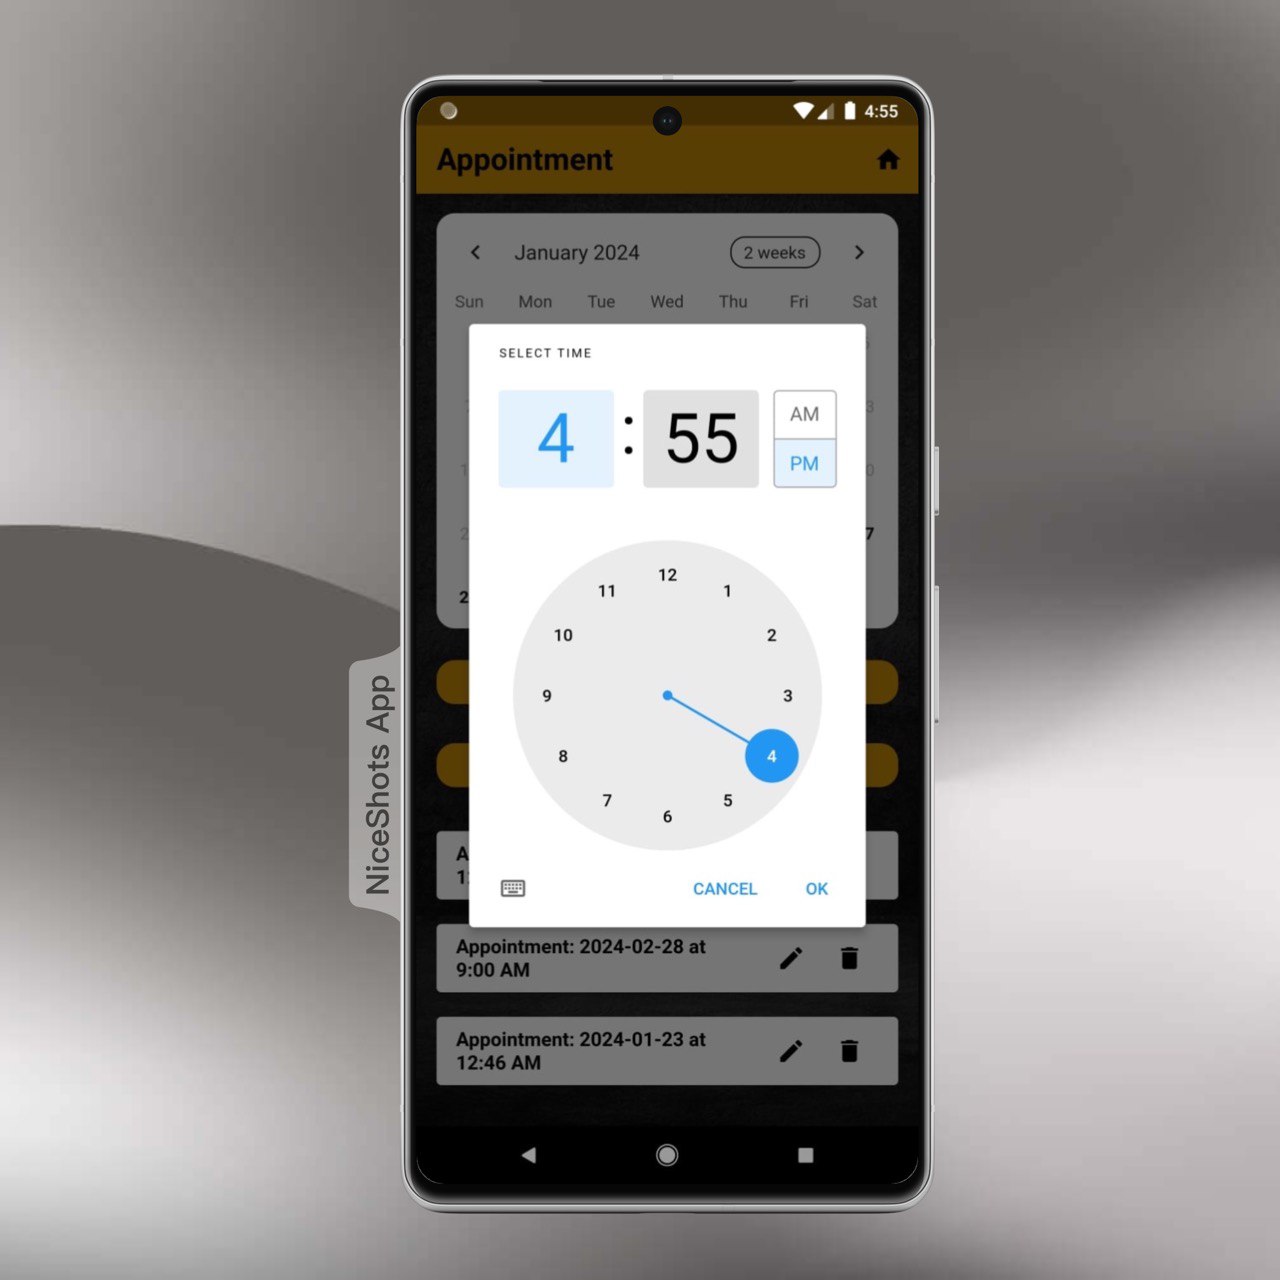 4:55
Appointment
January 2024
2 weeks
Sun Mon Tue Wed Thu Fri Sat
SELECT TIME
4 : 55
AM
PM
12
11 1
10 2
9 3
8 4
7 5
6
CANCEL OK
Appointment: 2024-02-28 at
9:00 AM
Appointment: 2024-01-23 at
12:46 AM
NiceShots App